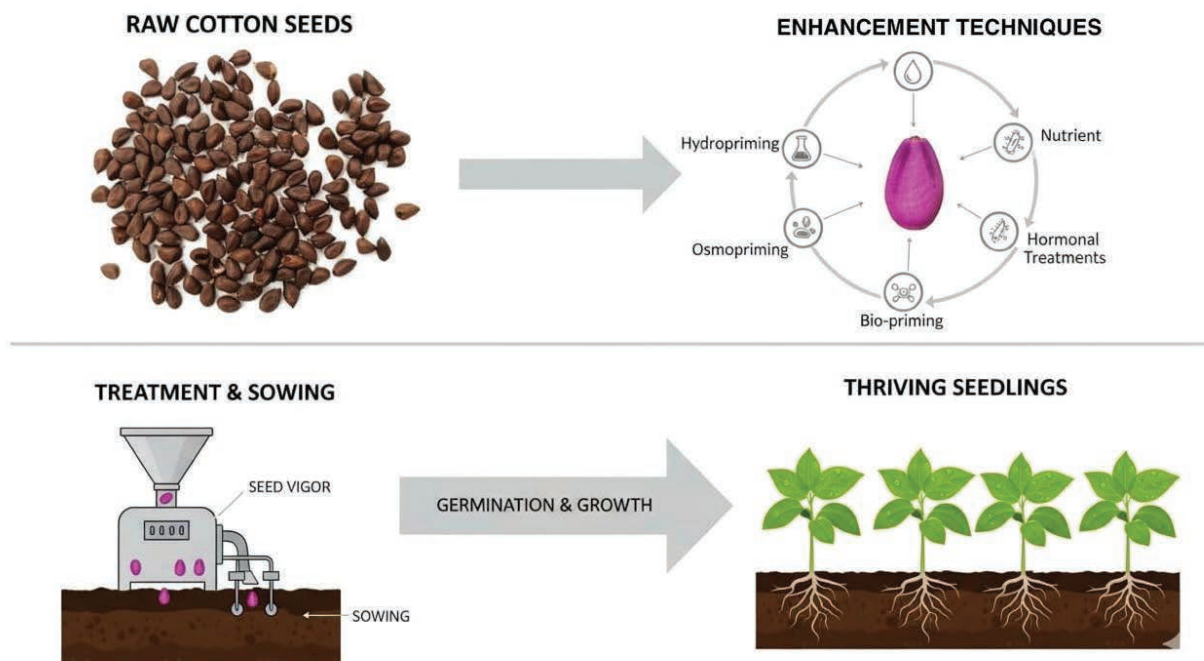 RAW COTTON SEEDS
ENHANCEMENT TECHNIQUES
Hydropriming
Nutrient
Osmopriming
Hormonal
Treatments
Bio-priming
TREATMENT & SOWING
THRIVING SEEDLINGS
SEED VIGOR
0000
GERMINATION & GROWTH
SOWING